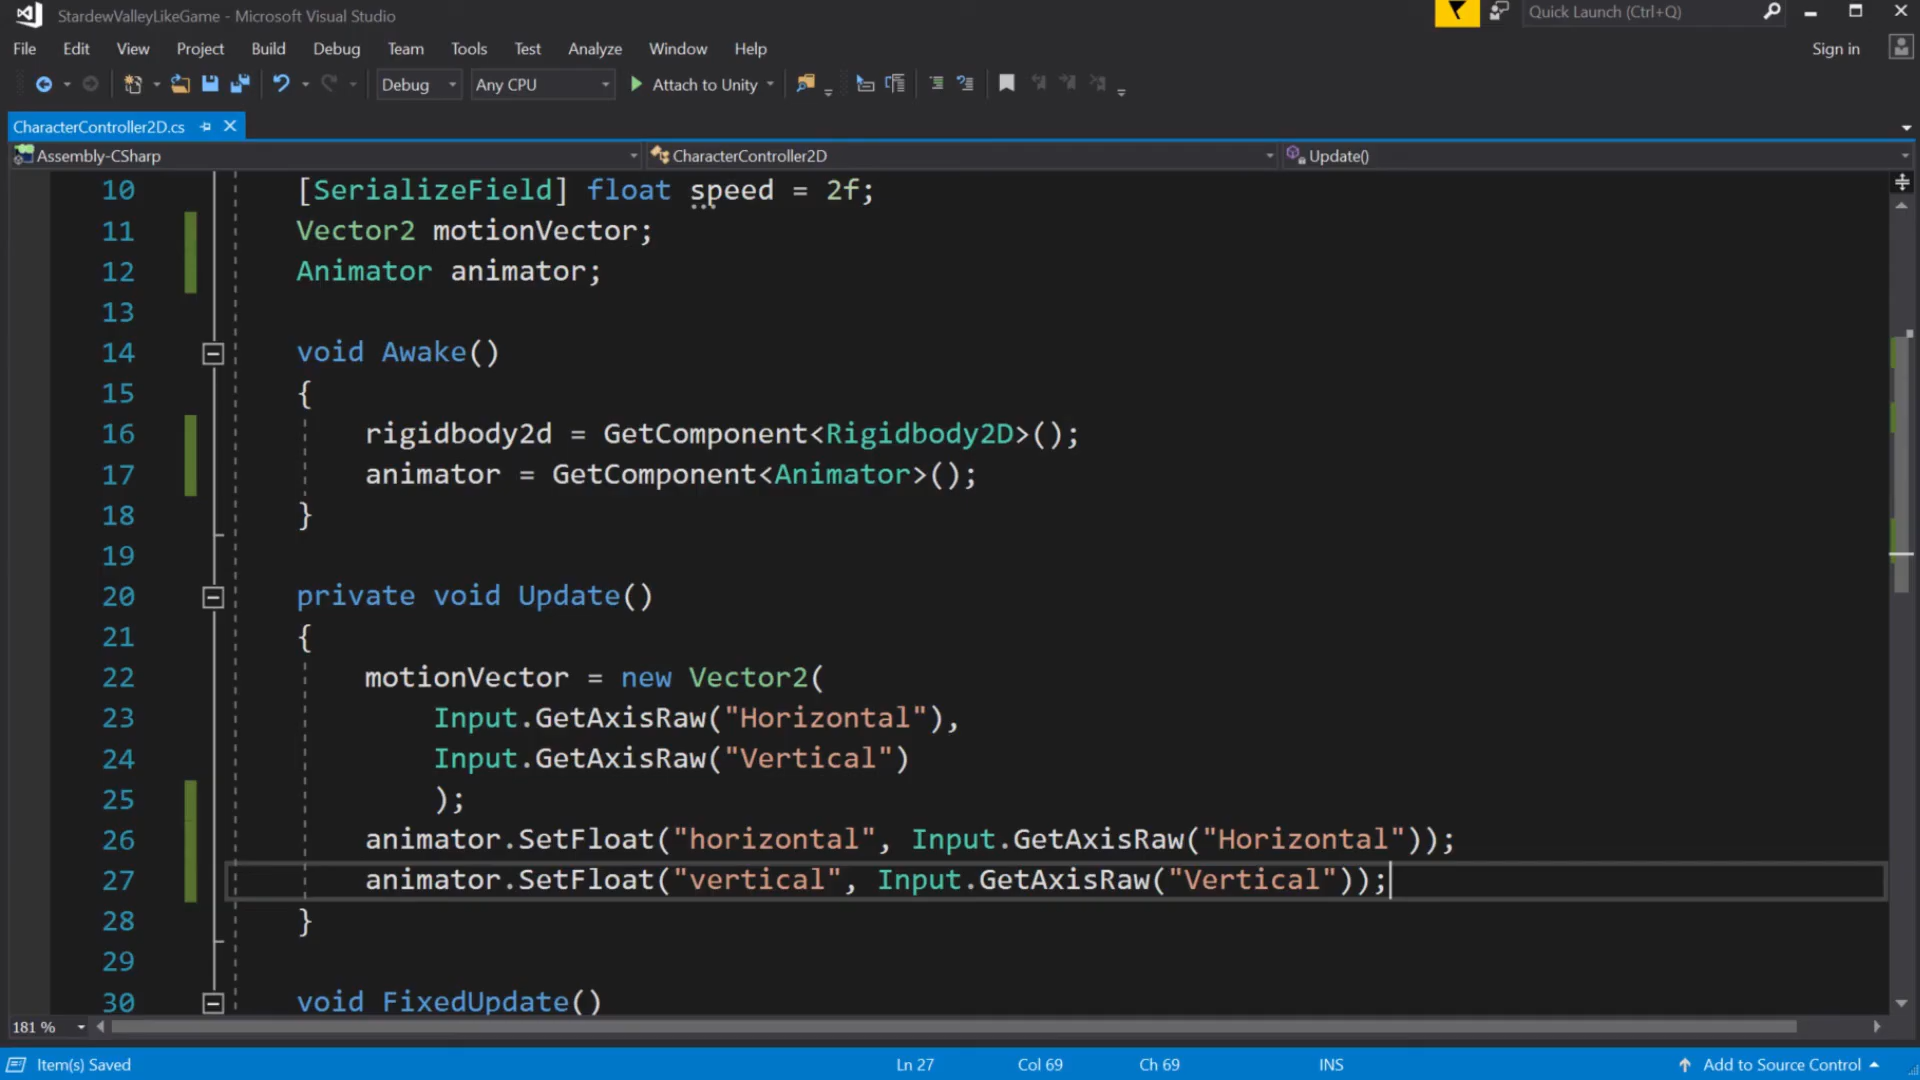 StardewValleyLikeGame - Microsoft Visual Studio
Quick Launch (Ctrl+Q)
File Edit View Project Build Debug Team Tools Test Analyze Window Help
Sign in
Debug Any CPU Attach to Unity
CharacterController2D.cs
Assembly-CSharp CharacterController2D Update()
10 [SerializeField] float speed = 2f;
11 Vector2 motionVector;
12 Animator animator;
13
14 void Awake()
15 {
16 rigidbody2d = GetComponent<Rigidbody2D>();
17 animator = GetComponent<Animator>();
18 }
19
20 private void Update()
21 {
22 motionVector = new Vector2(
23 Input.GetAxisRaw("Horizontal"),
24 Input.GetAxisRaw("Vertical")
25 );
26 animator.SetFloat("horizontal", Input.GetAxisRaw("Horizontal"));
27 animator.SetFloat("vertical", Input.GetAxisRaw("Vertical"));
28 }
29
30 void FixedUpdate()
181 %
Item(s) Saved Ln 27 Col 69 Ch 69 INS Add to Source Control